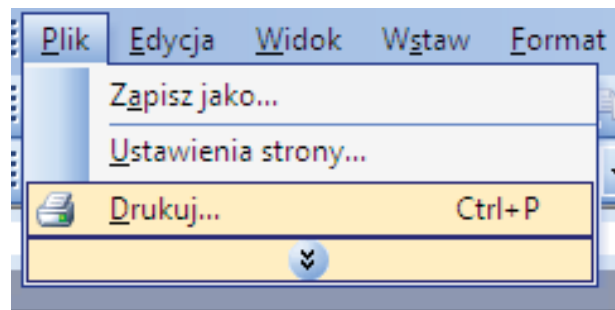 Plik Edycja Widok Wstaw Format
Zapisz jako...
Ustawienia strony...
Drukuj... Ctrl+P